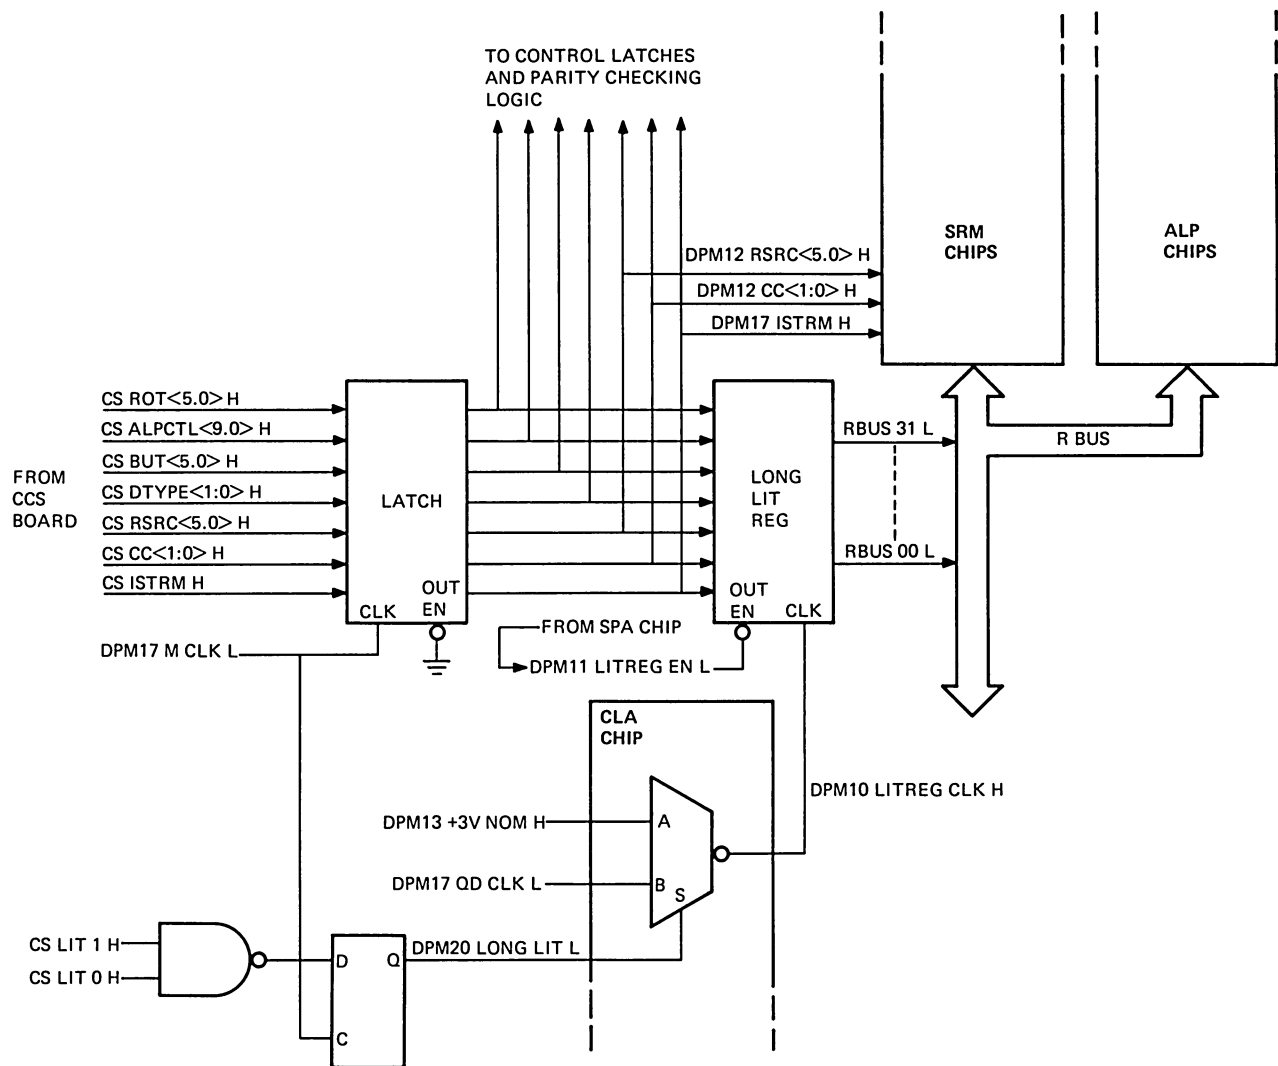 TO CONTROL LATCHES
AND PARITY CHECKING
LOGIC
SRM
CHIPS
ALP
CHIPS
DPM12 RSRC<5.0> H
DPM12 CC<1:0> H
DPM17 ISTRM H
FROM
CCS
BOARD
CS ROT<5.0> H
CS ALPCTL<9.0> H
CS BUT<5.0> H
CS DTYPE<1:0> H
CS RSRC<5.0> H
CS CC<1:0> H
CS ISTRM H
LATCH
CLK
OUT
EN
LONG
LIT
REG
OUT
EN
CLK
RBUS 31 L
RBUS 00 L
R BUS
DPM17 M CLK L
FROM SPA CHIP
DPM11 LITREG EN L
CLA
CHIP
DPM10 LITREG CLK H
DPM13 +3V NOM H
A
DPM17 QD CLK L
B
S
CS LIT 1 H
CS LIT 0 H
D
Q
C
DPM20 LONG LIT L